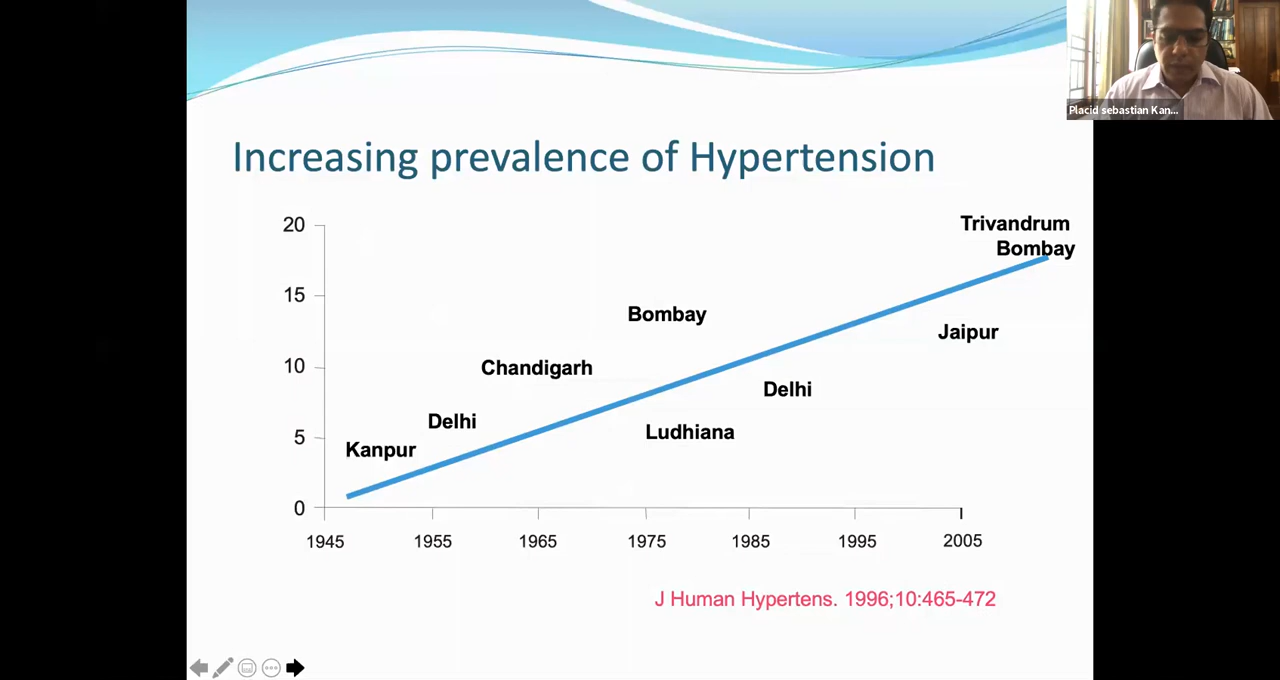 Placid sebastian Kan...
Increasing prevalence of Hypertension
20
Trivandrum
Bombay
15
Bombay
Jaipur
10
Chandigarh
Delhi
Delhi
5
Ludhiana
Kanpur
0
1945 1955 1965 1975 1985 1995 2005
J Human Hypertens. 1996;10:465-472